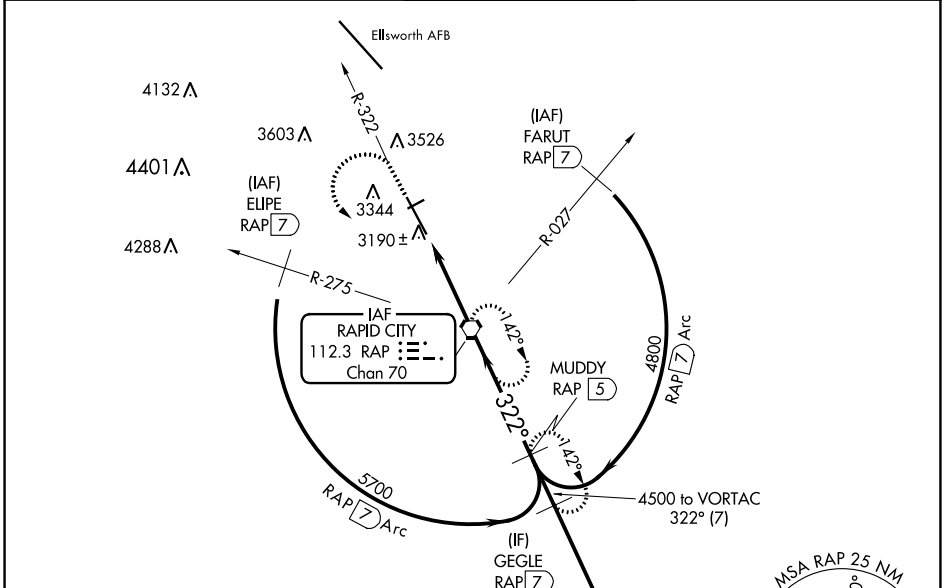 Ellsworth AFB
4132
R-322
(IAF)
FARUT
RAP 7
3603
3526
4401
(IAF)
ELIPE
RAP 7
3344
3190 ±
4288
R-027
R-275
IAF
RAPID CITY
112.3 RAP
Chan 70
142°
4800
RAP 7 Arc
MUDDY
RAP 5
322°
142°
5700
RAP 7 Arc
4500 to VORTAC
322° (7)
(IF)
GEGLE
RAP 7
MSA RAP 25 NM